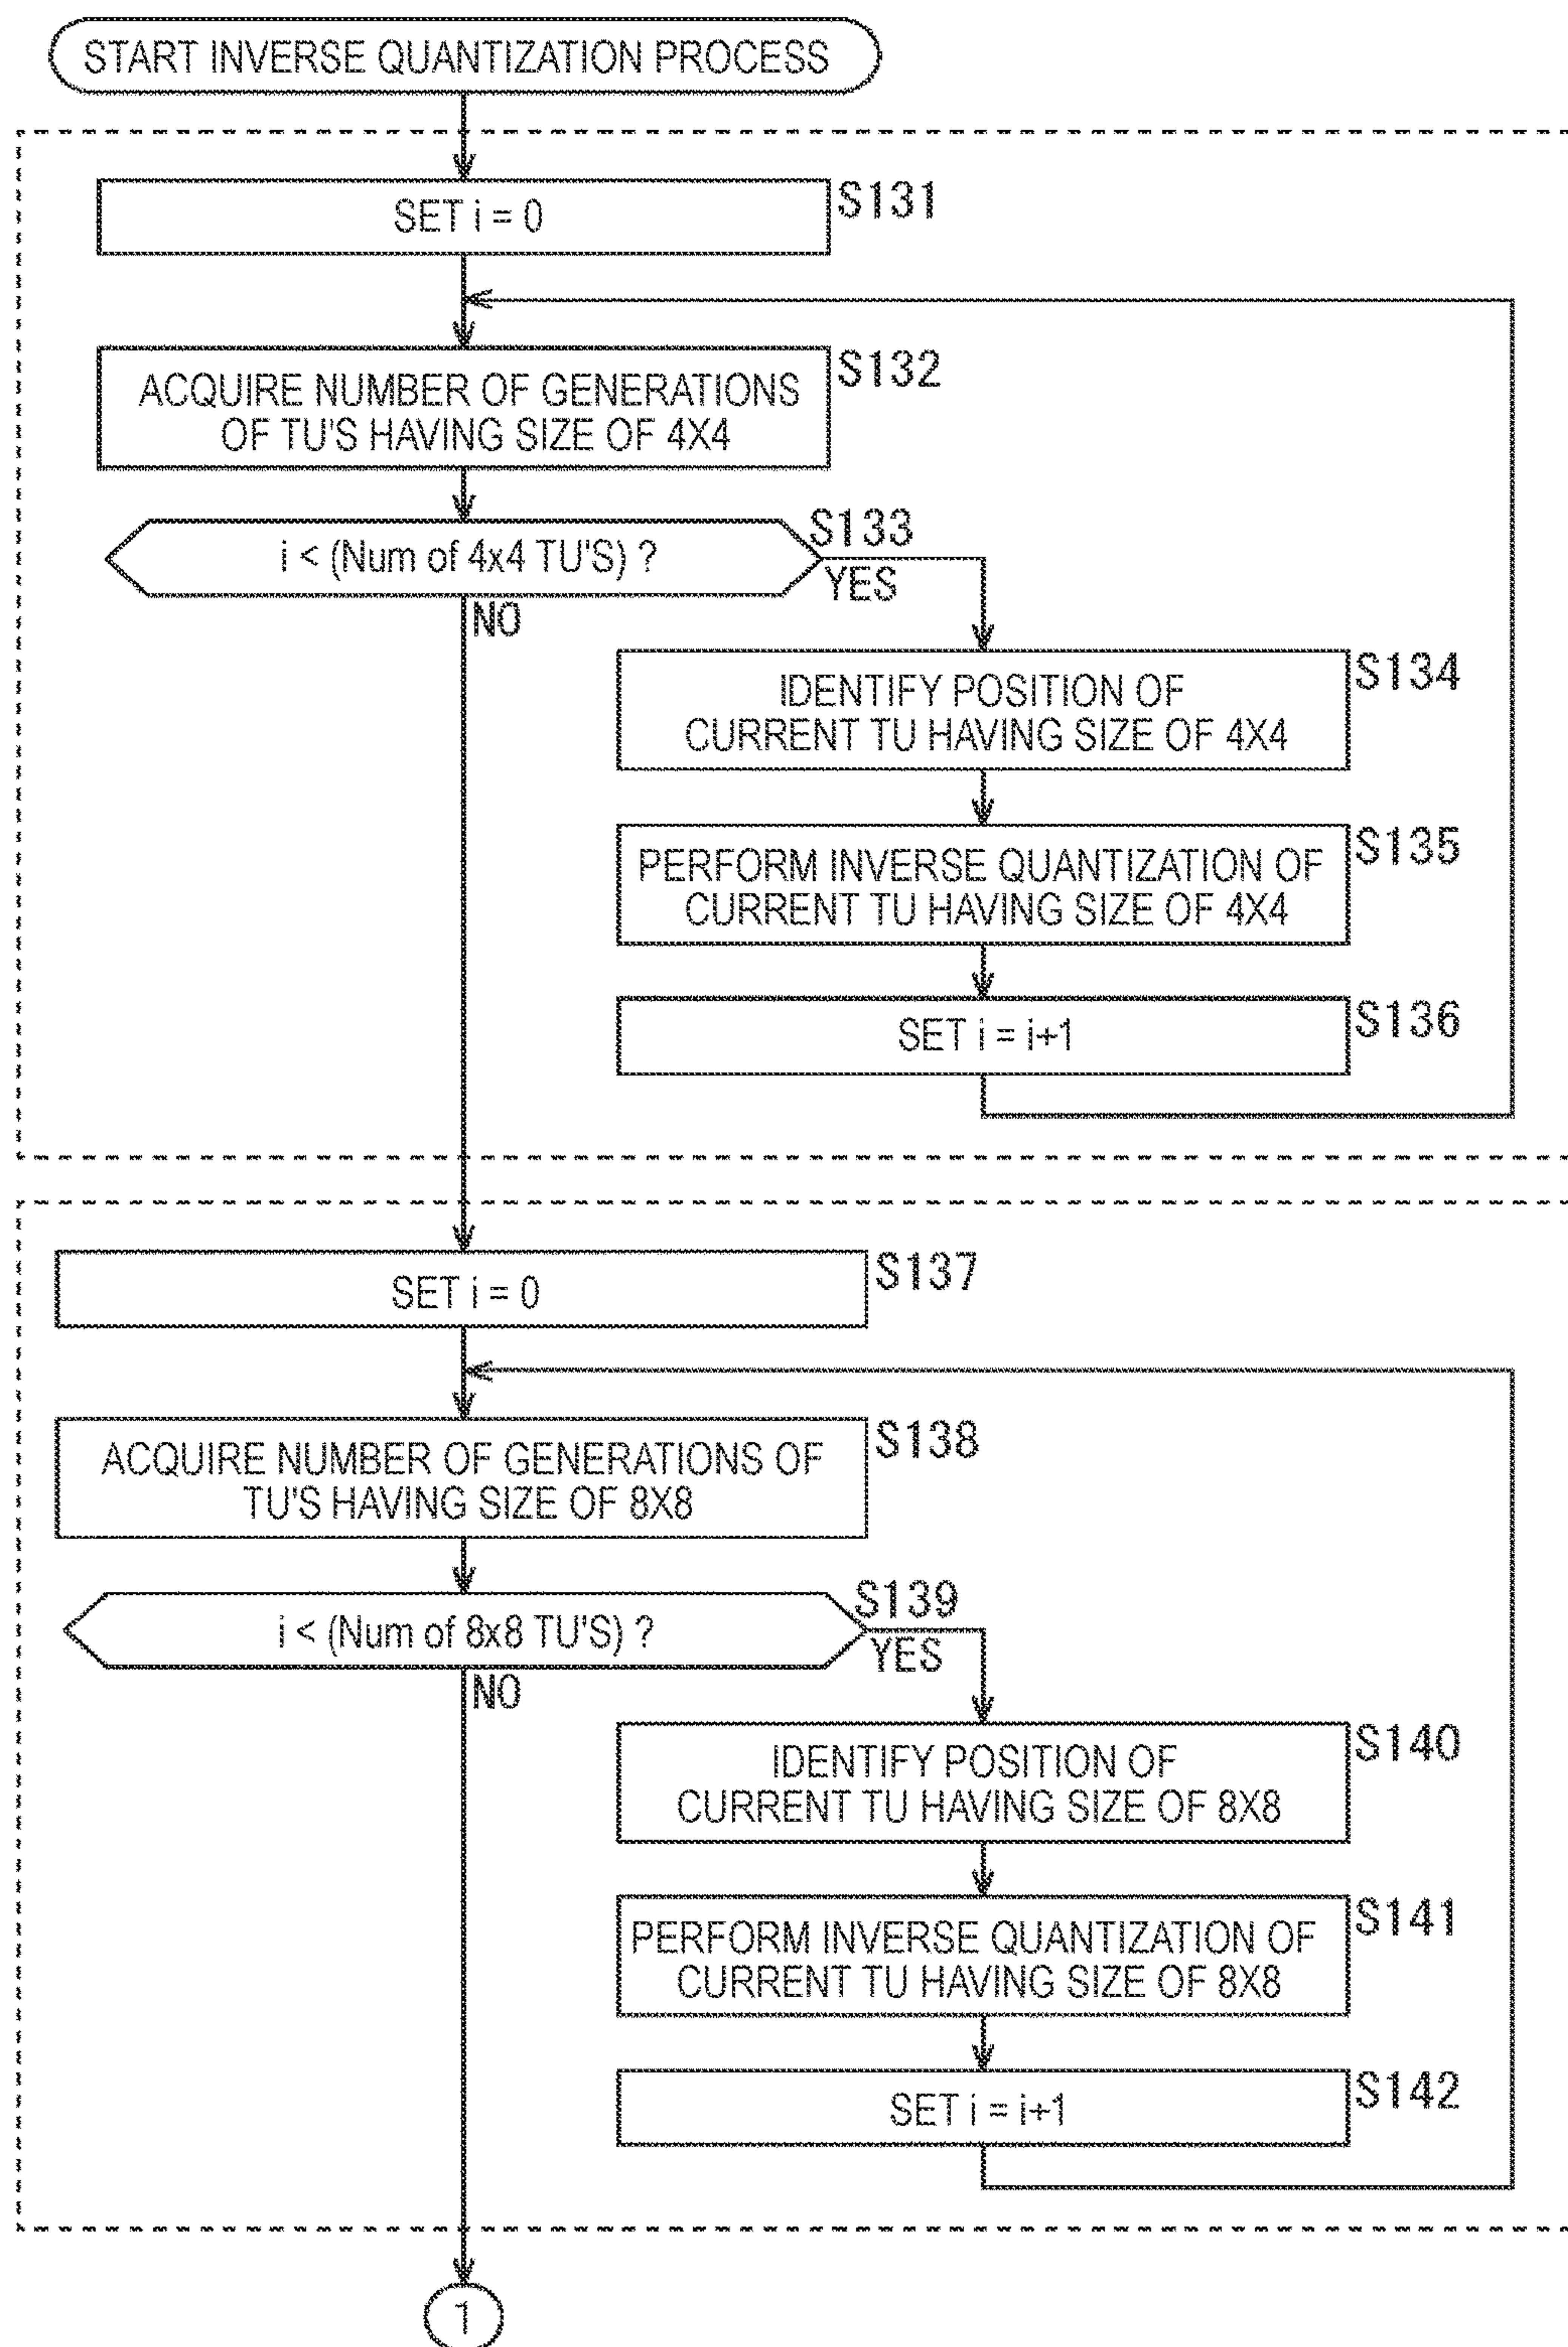 START INVERSE QUANTIZATION PROCESS
SET i = 0
S131
ACQUIRE NUMBER OF GENERATIONS
OF TU'S HAVING SIZE OF 4X4
S132
i < (Num of 4x4 TU'S) ?
S133
YES
NO
IDENTIFY POSITION OF
CURRENT TU HAVING SIZE OF 4X4
S134
PERFORM INVERSE QUANTIZATION OF
CURRENT TU HAVING SIZE OF 4X4
S135
SET i = i+1
S136
SET i = 0
S137
ACQUIRE NUMBER OF GENERATIONS OF
TU'S HAVING SIZE OF 8X8
S138
i < (Num of 8x8 TU'S) ?
S139
YES
NO
IDENTIFY POSITION OF
CURRENT TU HAVING SIZE OF 8X8
S140
PERFORM INVERSE QUANTIZATION OF
CURRENT TU HAVING SIZE OF 8X8
S141
SET i = i+1
S142
1